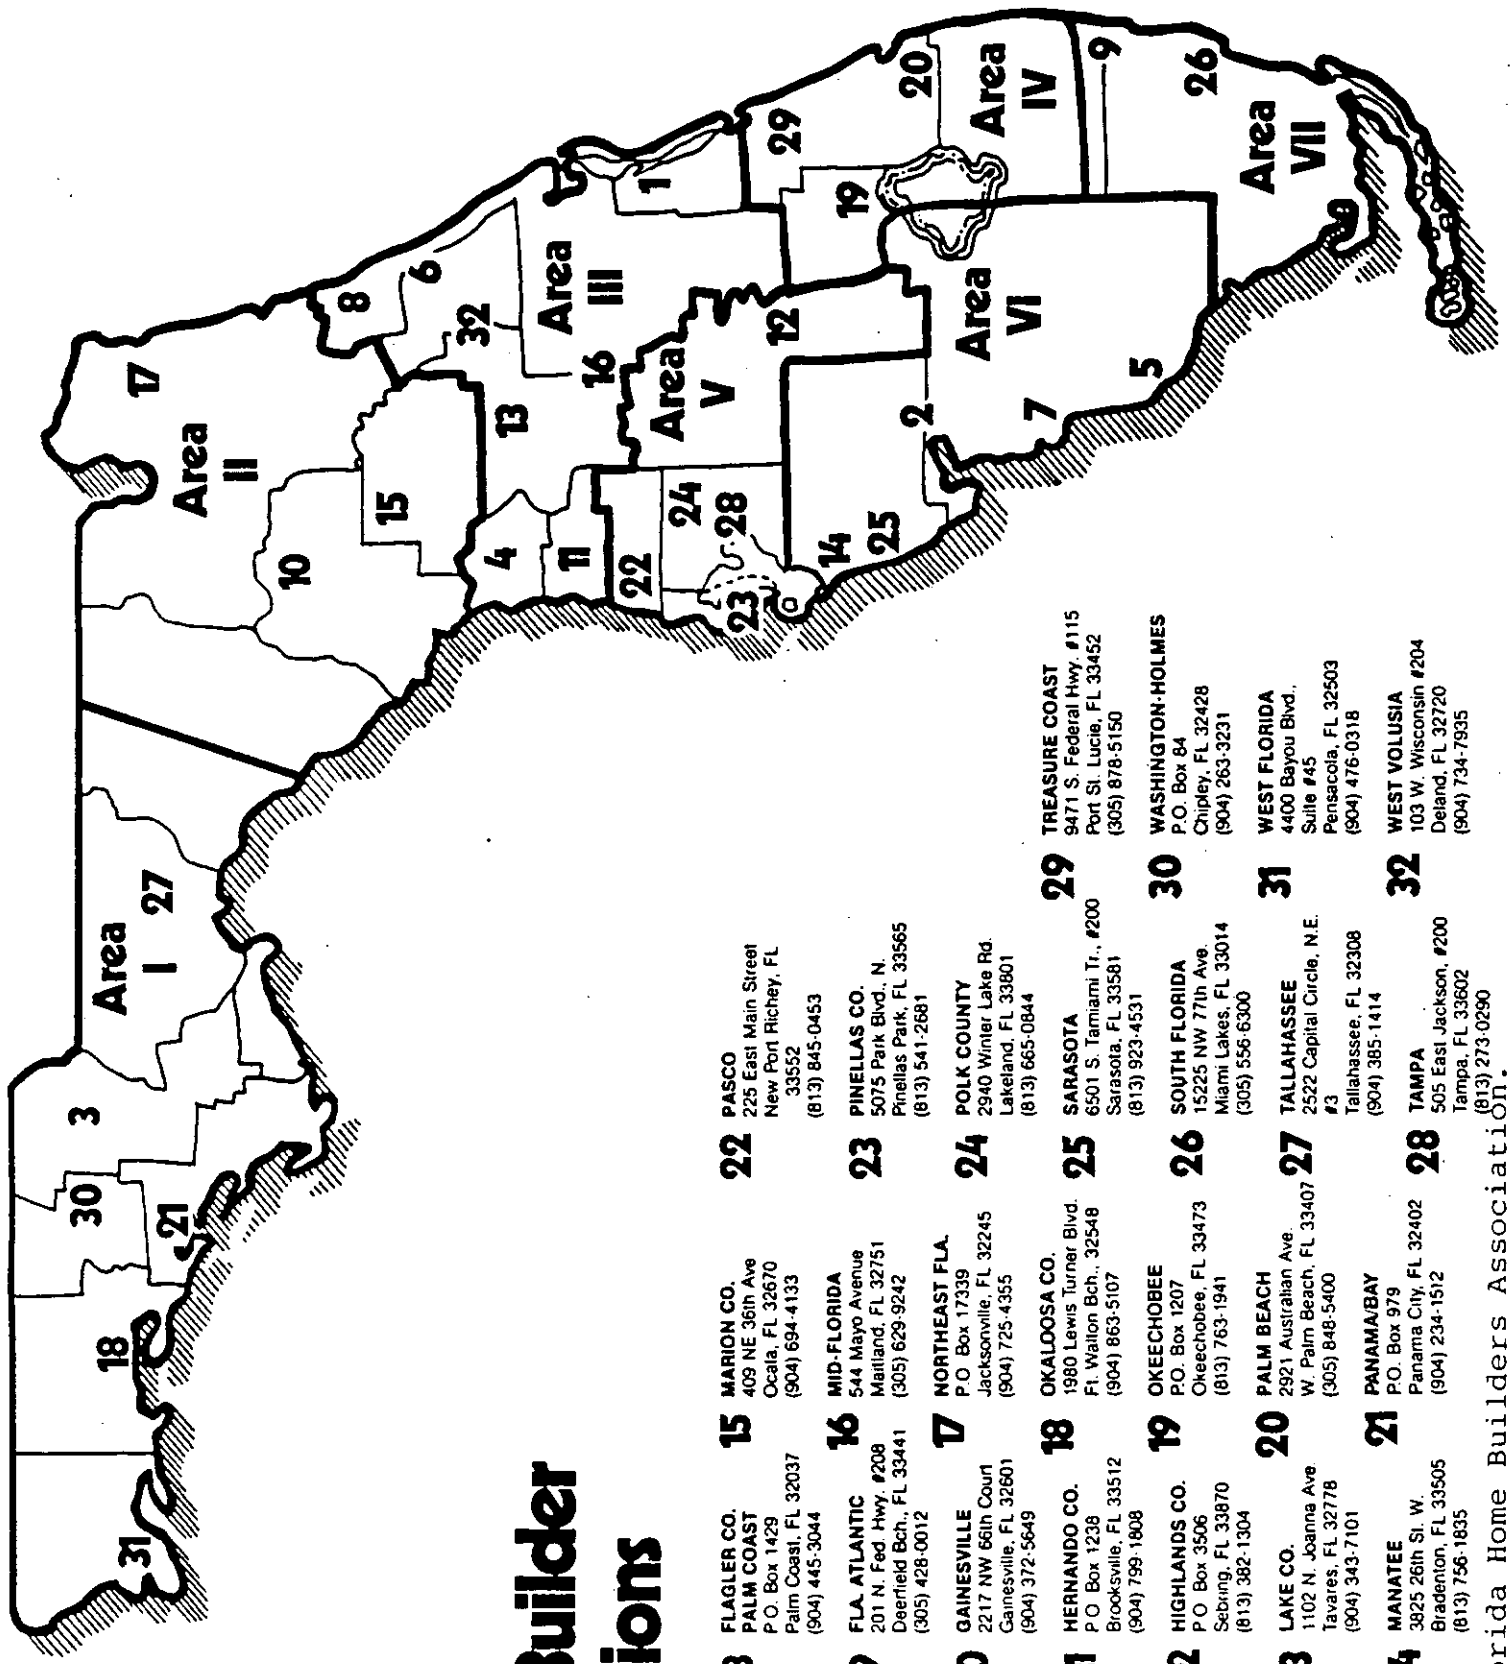 Area
I
Area
II
Area
III
Area
IV
Area
V
Area
VI
Area
VII
31
18
21
30
3
27
10
15
17
8
6
32
4
11
13
16
1
22
24
28
23
12
14
25
2
7
5
29
19
20
9
26
Builder
ions
FLAGLER CO.
PALM COAST
P.O. Box 1429
Palm Coast, FL 32037
(904) 445-3044
FLA. ATLANTIC
201 N. Fed. Hwy. #208
Deerfield Bch., FL 33441
(305) 428-0012
GAINESVILLE
2217 NW 66th Court
Gainesville, FL 32601
(904) 372-5649
HERNANDO CO.
P O Box 1238
Brooksville, FL 33512
(904) 799-1808
HIGHLANDS CO.
P O Box 3506
Sebring, FL 33870
(813) 382-1304
LAKE CO.
1102 N. Joanna Ave.
Tavares, FL 32778
(904) 343-7101
MANATEE
3825 26th St. W.
Bradenton, FL 33505
(813) 756-1835
15 MARION CO.
409 NE 36th Ave
Ocala, FL 32670
(904) 694-4133
16 MID-FLORIDA
544 Mayo Avenue
Maitland, FL 32751
(305) 629-9242
17 NORTHEAST FLA.
P.O Box 17339
Jacksonville, FL 32245
(904) 725-4355
18 OKALOOSA CO.
1980 Lewis Turner Blvd.
Ft. Walton Bch., 32548
(904) 863-5107
19 OKEECHOBEE
P.O. Box 1207
Okeechobee, FL 33473
(813) 763-1941
20 PALM BEACH
2921 Australian Ave.
W. Palm Beach, FL 33407
(305) 848-5400
21 PANAMA/BAY
P.O. Box 979
Panama City, FL 32402
(904) 234-1512
22 PASCO
225 East Main Street
New Port Richey, FL
33552
(813) 845-0453
23 PINELLAS CO.
5075 Park Blvd., N.
Pinellas Park, FL 33565
(813) 541-2681
24 POLK COUNTY
2940 Winter Lake Rd.
Lakeland, FL 33801
(813) 665-0844
25 SARASOTA
6501 S. Tamiami Tr., #200
Sarasota, FL 33581
(813) 923-4531
26 SOUTH FLORIDA
15225 NW 77th Ave.
Miami Lakes, FL 33014
(305) 556-6300
27 TALLAHASSEE
2522 Capital Circle, N.E.
#3
Tallahassee, FL 32308
(904) 385-1414
28 TAMPA
505 East Jackson, #200
Tampa, FL 33602
(813) 273-0290
29 TREASURE COAST
9471 S. Federal Hwy. #115
Port St. Lucie, FL 33452
(305) 878-5150
30 WASHINGTON-HOLMES
P.O. Box 84
Chipley, FL 32428
(904) 263-3231
31 WEST FLORIDA
4400 Bayou Blvd.,
Suite #45
Pensacola, FL 32503
(904) 476-0318
32 WEST VOLUSIA
103 W. Wisconsin #204
Deland, FL 32720
(904) 734-7935
orida Home Builders Association.